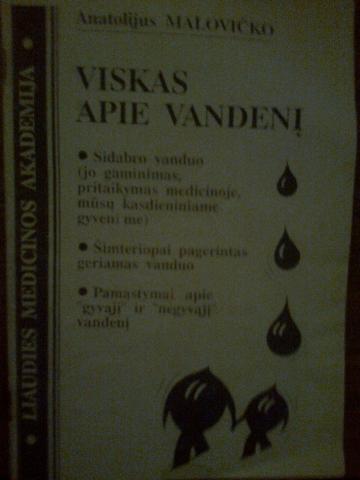 Anatolijus MALOVIČKO
VISKAS
APIE VANDENĮ
● Sidabro vanduo
(jo gaminimas,
pritaikymas medicinoje,
mūsų kasdieniniame
gyvenime)
● Šimteriopai pagerintas
geriamas vanduo
● Pamąstymai apie
"gyvąjį" ir "negyvąjį"
vandenį
● LIAUDIES MEDICINOS AKADEMIJA ●